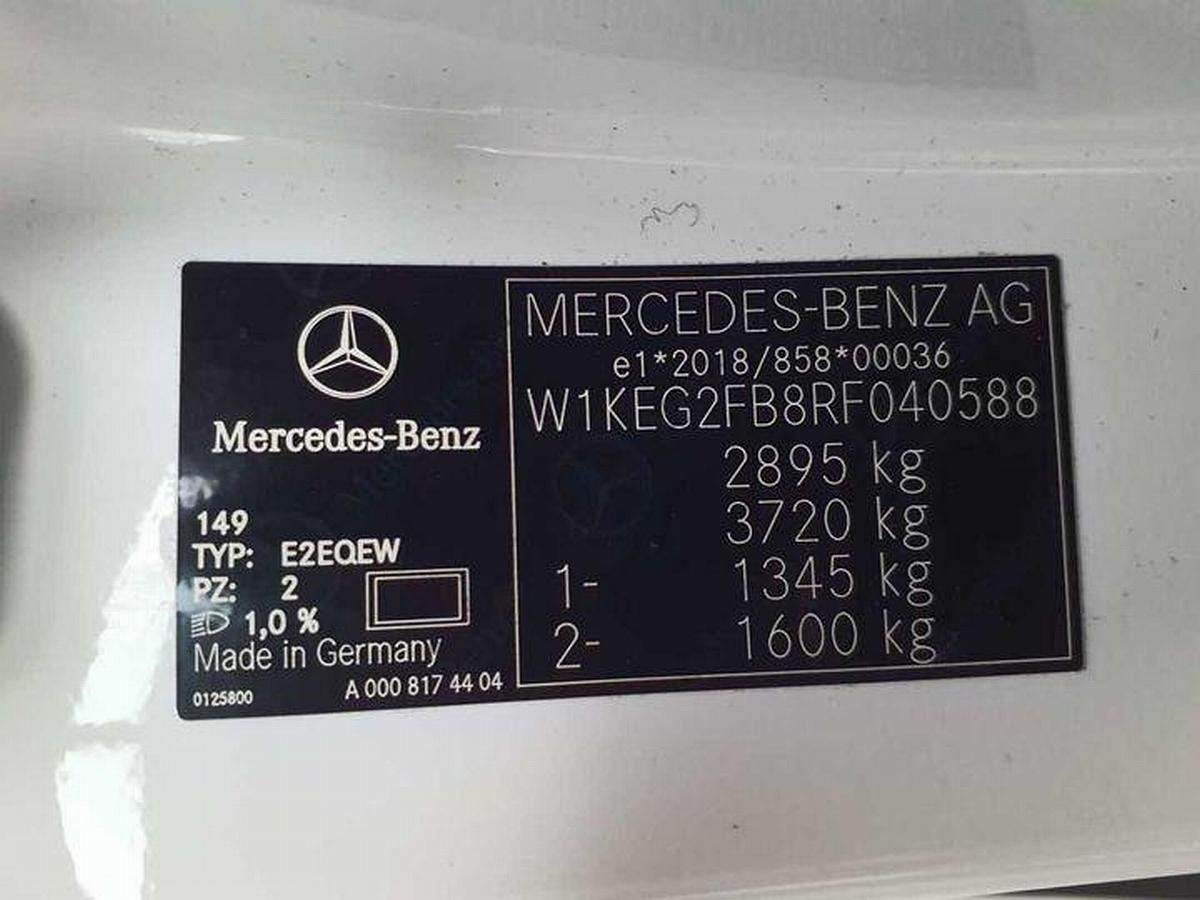 Mercedes-Benz
149
TYP: E2EQEW
PZ: 2
1,0 %
Made in Germany
0125800
A 000 817 44 04
MERCEDES-BENZ AG
e1*2018/858*00036
W1KEG2FB8RF040588
2895 kg
3720 kg
1- 1345 kg
2- 1600 kg